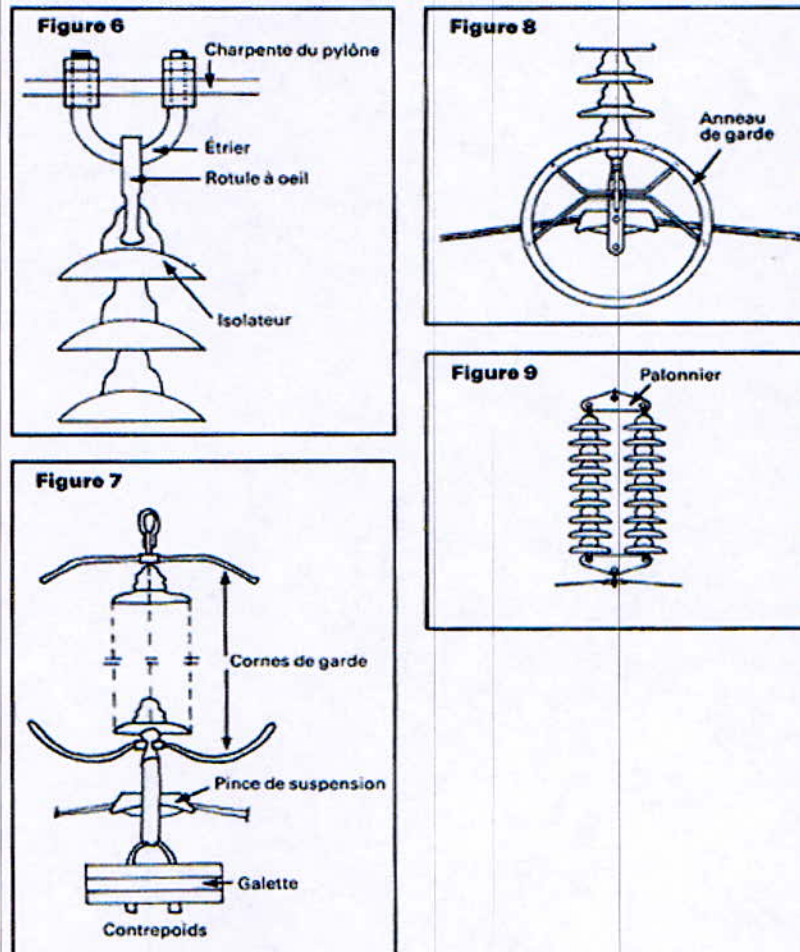 Figure 6
Charpente du pylône
Étrier
Rotule à oeil
Isolateur
Figure 7
Cornes de garde
Pince de suspension
Galette
Contrepoids
Figure 8
Anneau
de garde
Figure 9
Palonnier